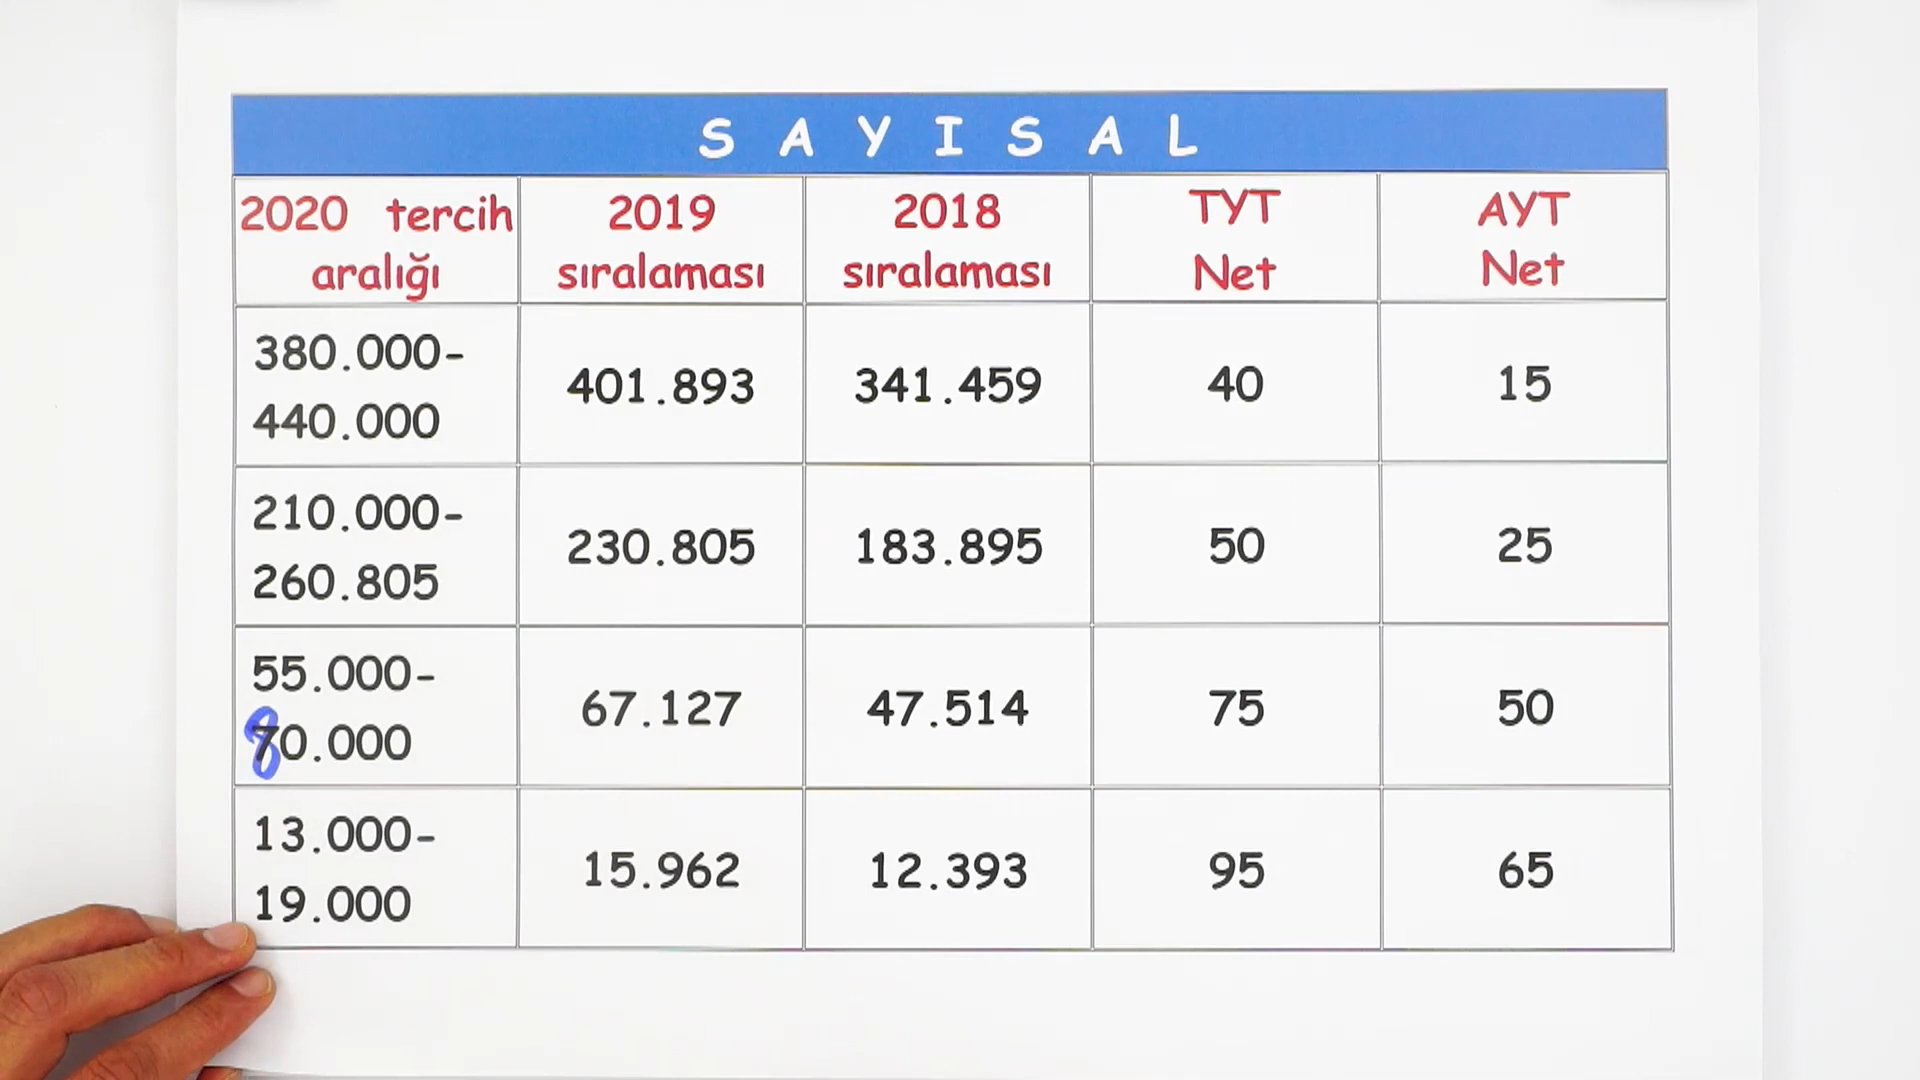 S A Y I S A L
2020 tercih
aralığı
2019
sıralaması
2018
sıralaması
TYT
Net
AYT
Net
380.000-
440.000
401.893
341.459
40
15
210.000-
260.805
230.805
183.895
50
25
55.000-
80.000
67.127
47.514
75
50
13.000-
19.000
15.962
12.393
95
65